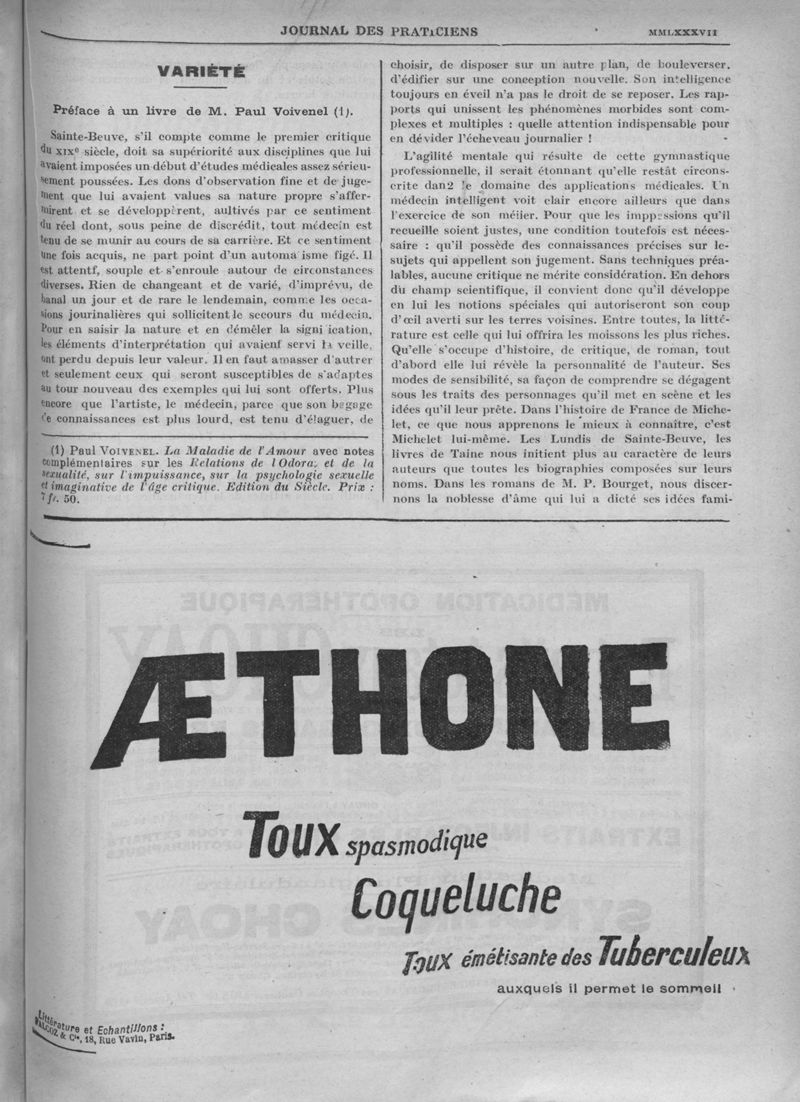 JOURNAL DES PRATiCIENS
MMLXXXVII
VARIÉTÉ
Préface à un livre de M. Paul Voivenel (1).
Sainte-Beuve, s'il compte comme le premier critique
du XIXe siècle, doit sa supériorité aux disciplines que lui
avaient imposées un début d'études médicales assez sérieu-
sement poussées. Les dons d'observation fine et de juge-
ment que lui avaient values sa nature propre s'affer-
mirent et se développèrent, aultivés par ce sentiment
du réel dont, sous peine de discrédit, tout médecin est
tenu de se munir au cours de sa carrière. Et ce sentiment
une fois acquis, ne part point d'un automa isme figé. Il
est attentf, souple et s'enroule autour de circonstances
diverses. Rien de changeant et de varié, d'imprévu, de
banal un jour et de rare le lendemain, comme les occa-
sions jourinalières qui sollicitent le secours du médecin.
Pour en saisir la nature et en démêler la signi ication,
les éléments d'interprétation qui avaienf servi la veille,
ont perdu depuis leur valeur. Il en faut amasser d'autrer
et seulement ceux qui seront susceptibles de s'adaptes
au tour nouveau des exemples qui lui sont offerts. Plus
encore que l'artiste, le médecin, parce que son bagage
de connaissances est plus lourd, est tenu d'élaguer, de
(1) Paul VOIVENEL. La Maladie de l'Amour avec notes
complémentaires sur les Relations de l Odorat et de la
sexualité, sur l'impuissance, sur la psychologie sexuelle
et imaginative de l'âge critique. Edition du Siècle. Prix :
7 fr. 50.
choisir, de disposer sur un autre plan, de bouleverser,
d'édifier sur une conception nouvelle. Son intelligence
toujours en éveil n'a pas le droit de se reposer. Les rap-
ports qui unissent les phénomènes morbides sont com-
plexes et multiples : quelle attention indispensable pour
en dévider l'écheveau journalier !
L'agilité mentale qui résulte de cette gymnastique
professionnelle, il serait étonnant qu'elle restât circons-
crite dan2 le domaine des applications médicales. Un
médecin intelligent voit clair encore ailleurs que dans
l'exercice de son métier. Pour que les imppessions qu'il
recueille soient justes, une condition toutefois est néces-
saire : qu'il possède des connaissances précises sur le-
sujets qui appellent son jugement. Sans techniques préa-
lables, aucune critique ne mérite considération. En dehors
du champ scientifique, il convient donc qu'il développe
en lui les notions spéciales qui autoriseront son coup
d'œil averti sur les terres voisines. Entre toutes, la litté-
rature est celle qui lui offrira les moissons les plus riches.
Qu'elle s'occupe d'histoire, de critique, de roman, tout
d'abord elle lui révèle la personnalité de l'auteur. Ses
modes de sensibilité, sa façon de comprendre se dégagent
sous les traits des personnages qu'il met en scène et les
idées qu'il leur prête. Dans l'histoire de France de Miche-
let, ce que nous apprenons le mieux à connaître, c'est
Michelet lui-même. Les Lundis de Sainte-Beuve, les
livres de Taine nous initient plus au caractère de leurs
auteurs que toutes les biographies composées sur leurs
noms. Dans les romans de M. P. Bourget, nous discer-
nons la noblesse d'âme qui lui a dicté ses idées fami-
ÆTHONE
Toux spasmodique
Coqueluche
Toux émétisante des Tuberculeux
auxquels il permet le sommeil
Littérature et Echantillons :
& Cie, 18, Rue Vavin, Paris.